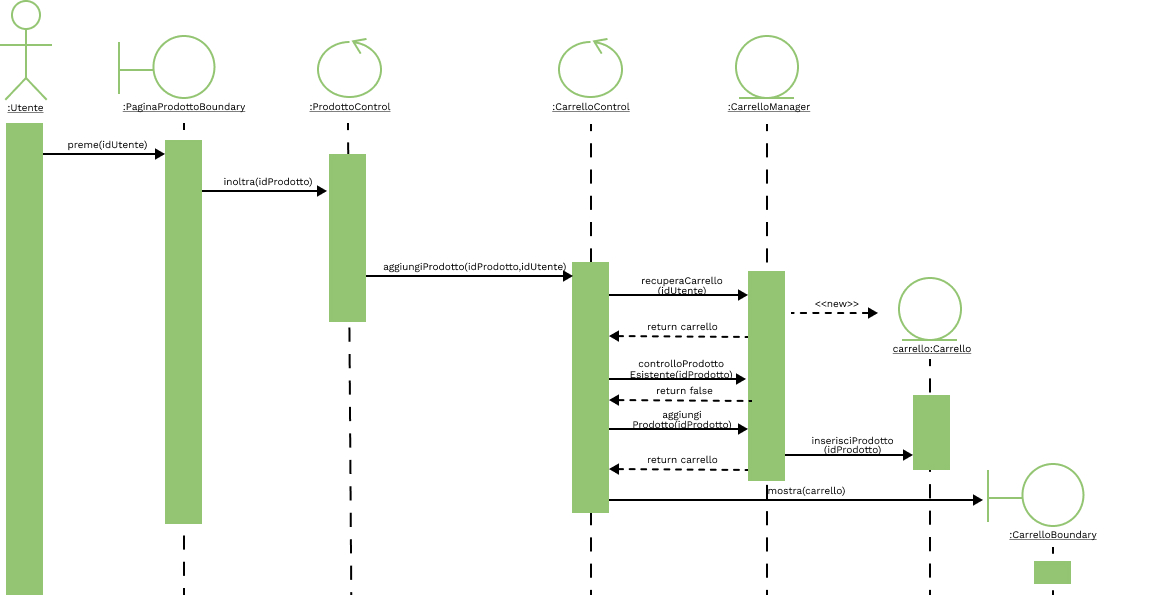 :Utente
:PaginaProdottoBoundary
:ProdottoControl
:CarrelloControl
:CarrelloManager
preme(idUtente)
inoltra(idProdotto)
aggiungiProdotto(idProdotto,idUtente)
recuperaCarrello
(idUtente)
<<new>>
return carrello
carrello:Carrello
controlloProdotto
Esistente(idProdotto)
return false
aggiungi
Prodotto(idProdotto)
inserisciProdotto
(idProdotto)
return carrello
mostra(carrello)
:CarrelloBoundary